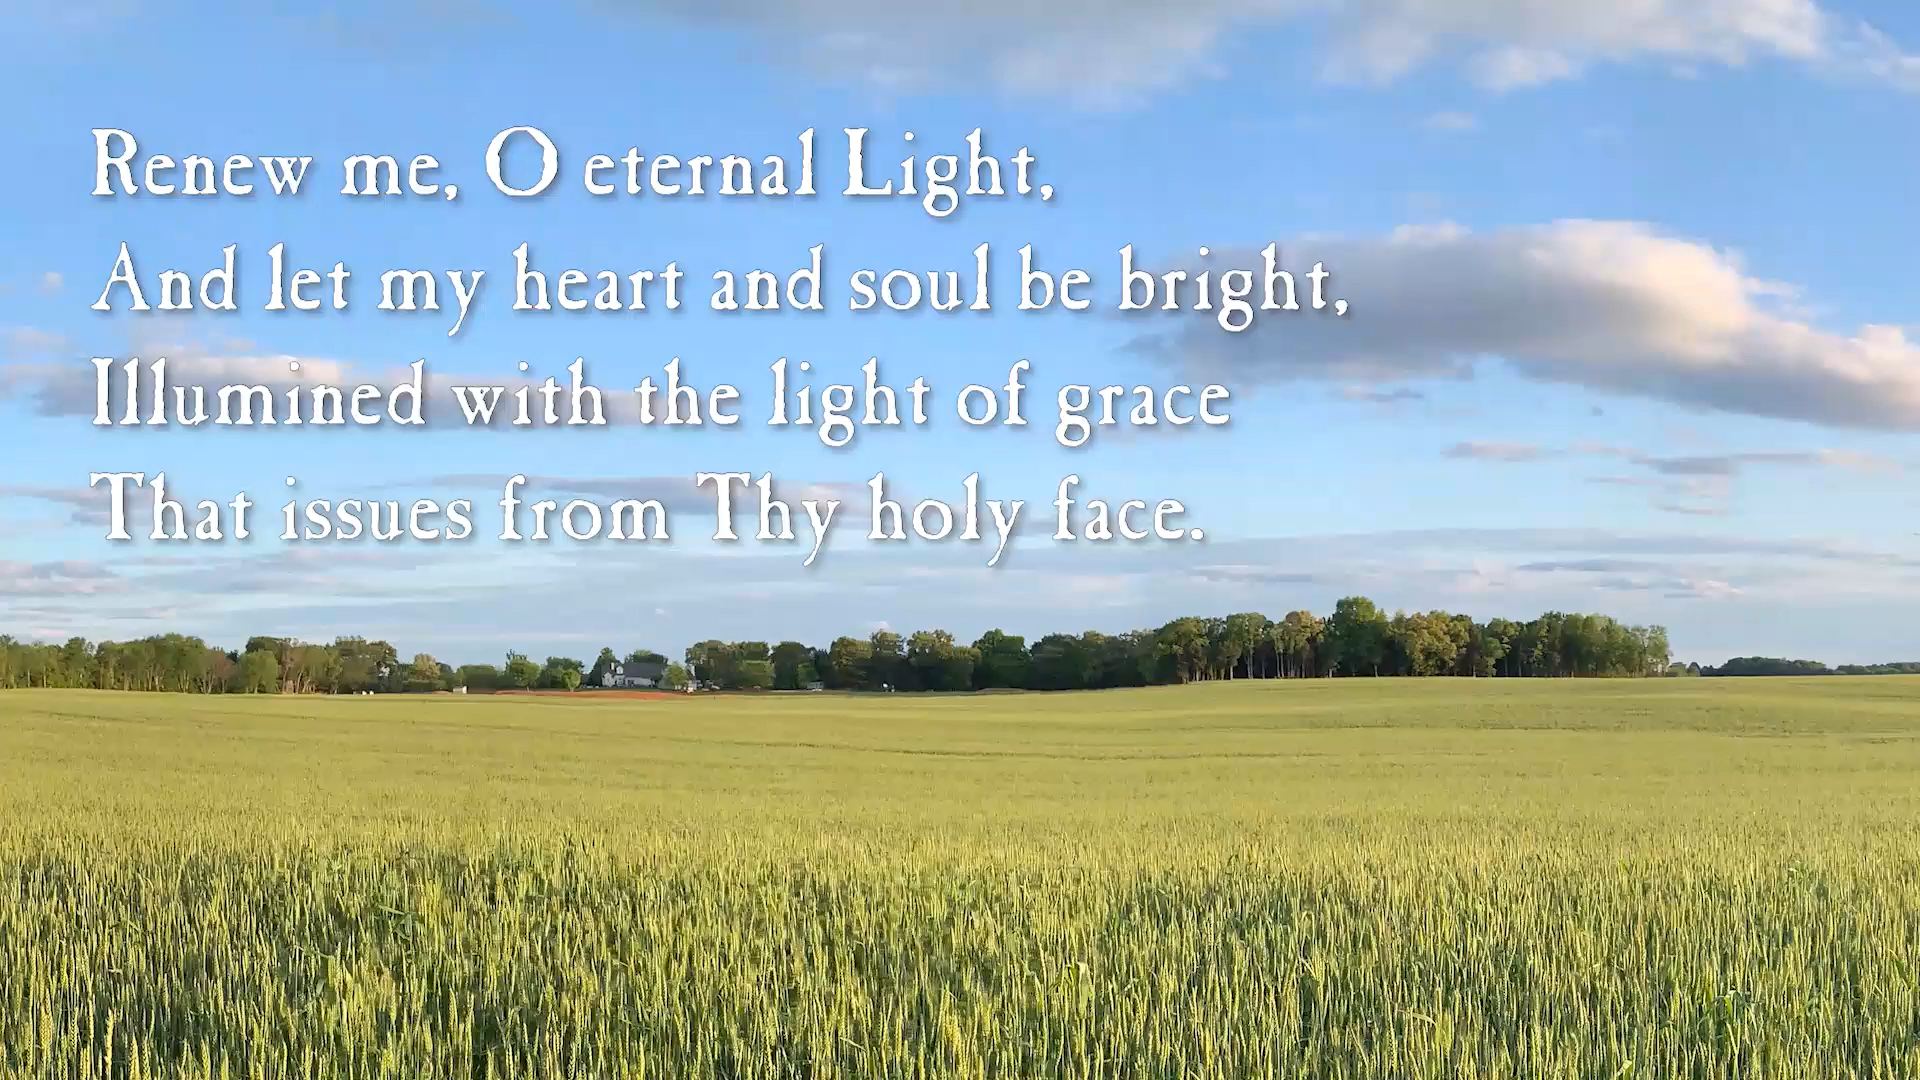 Renew me, O eternal Light,
And let my heart and soul be bright,
Illumined with the light of grace
That issues from Thy holy face.